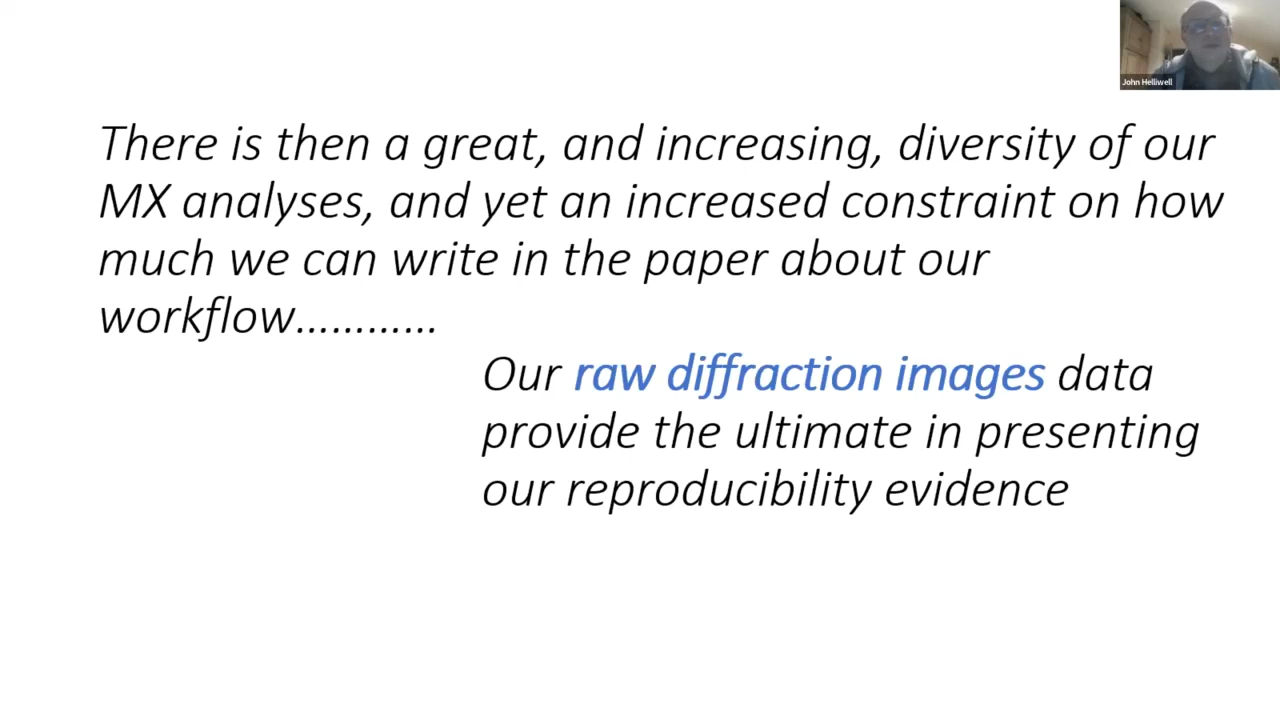 John Helliwell
There is then a great, and increasing, diversity of our
MX analyses, and yet an increased constraint on how
much we can write in the paper about our
workflow............
Our raw diffraction images data
provide the ultimate in presenting
our reproducibility evidence